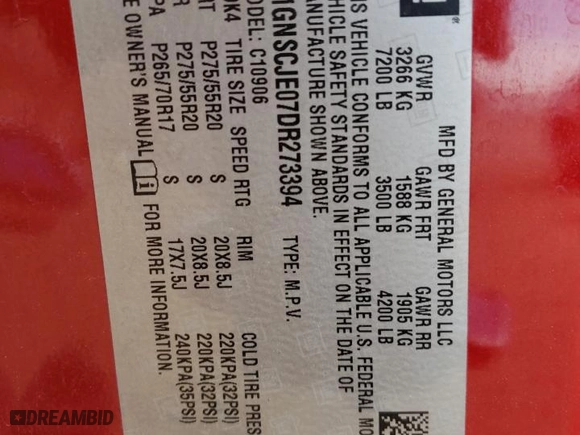 MFD BY GENERAL MOTORS LLC
GVWR GAWR FRT GAWR RR
3266 KG 1588 KG 1905 KG
7200 LB 3500 LB 4200 LB
IS VEHICLE CONFORMS TO ALL APPLICABLE U.S. FEDERAL MO
HICLE SAFETY STANDARDS IN EFFECT ON THE DATE OF
ANUFACTURE SHOWN ABOVE.
1GNSCJE07DR273394 TYPE: M.P.V.
MODEL: C10906
TIRE SIZE SPEED RTG RIM COLD TIRE PRES
P275/55R20 S 20X8.5J 220KPA(32PSI)
P275/55R20 S 20X8.5J 220KPA(32PSI)
PA P265/70R17 S 17X7.5J 240KPA(35PSI)
E OWNER'S MANUAL i FOR MORE INFORMATION.
DREAMBID